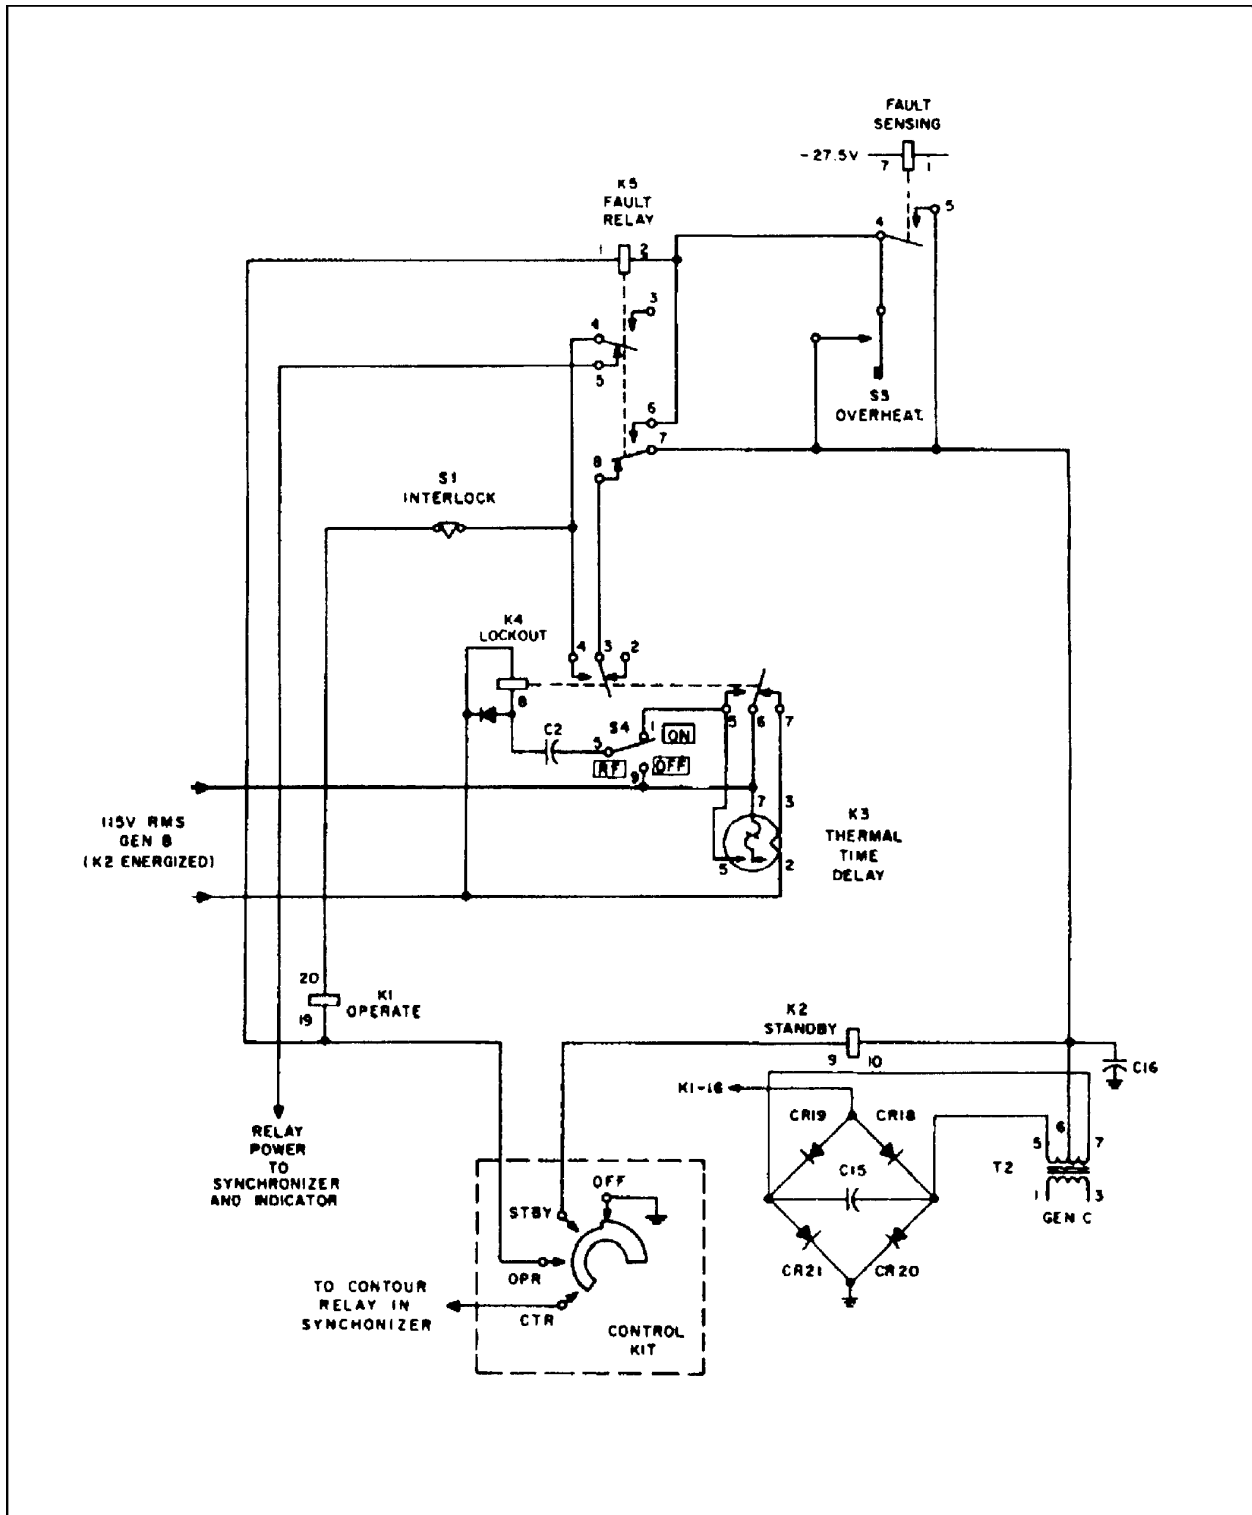 FAULT
SENSING
-27.5V
7
1
K5
FAULT
RELAY
1
2
4
5
3
4
5
S3
OVERHEAT.
6
7
8
S1
INTERLOCK
K4
LOCKOUT
4
3
2
8
C2
S4
1
ON
5
5
6
7
RF
OFF
9
7
3
115V RMS
GEN B
(K2 ENERGIZED)
K3
THERMAL
TIME
DELAY
5
2
20
K1
OPERATE
19
K2
STANDBY
9
10
C16
K1-16
CR19
CR18
6
5
7
C15
T2
1
3
GEN C
RELAY
POWER
TO
SYNCHRONIZER
AND INDICATOR
OFF
STBY
OPR
CR21
CR20
TO CONTOUR
RELAY IN
SYNCHONIZER
CTR
CONTROL
KIT